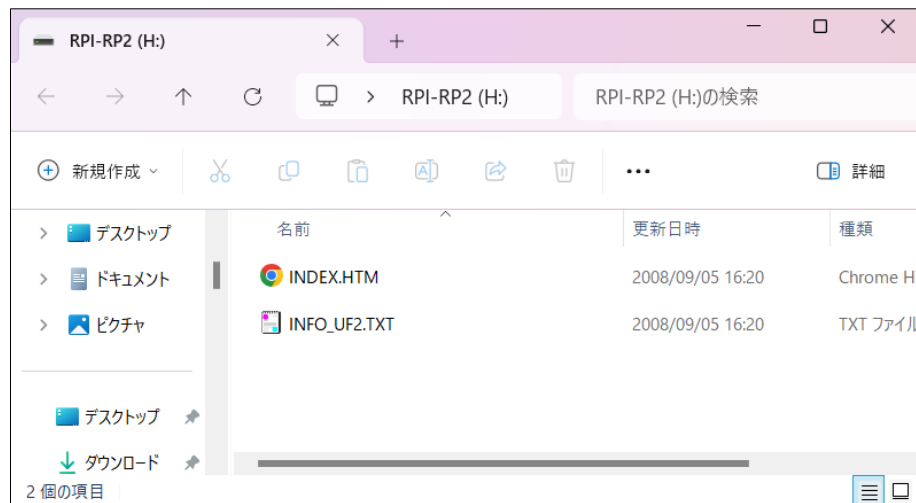 RPI-RP2 (H:)
RPI-RP2 (H:)
RPI-RP2 (H:)の検索
新規作成
詳細
名前
更新日時
種類
デスクトップ
ドキュメント
ピクチャ
デスクトップ
ダウンロード
INDEX.HTM
2008/09/05 16:20
Chrome H
INFO_UF2.TXT
2008/09/05 16:20
TXT ファイル
2 個の項目